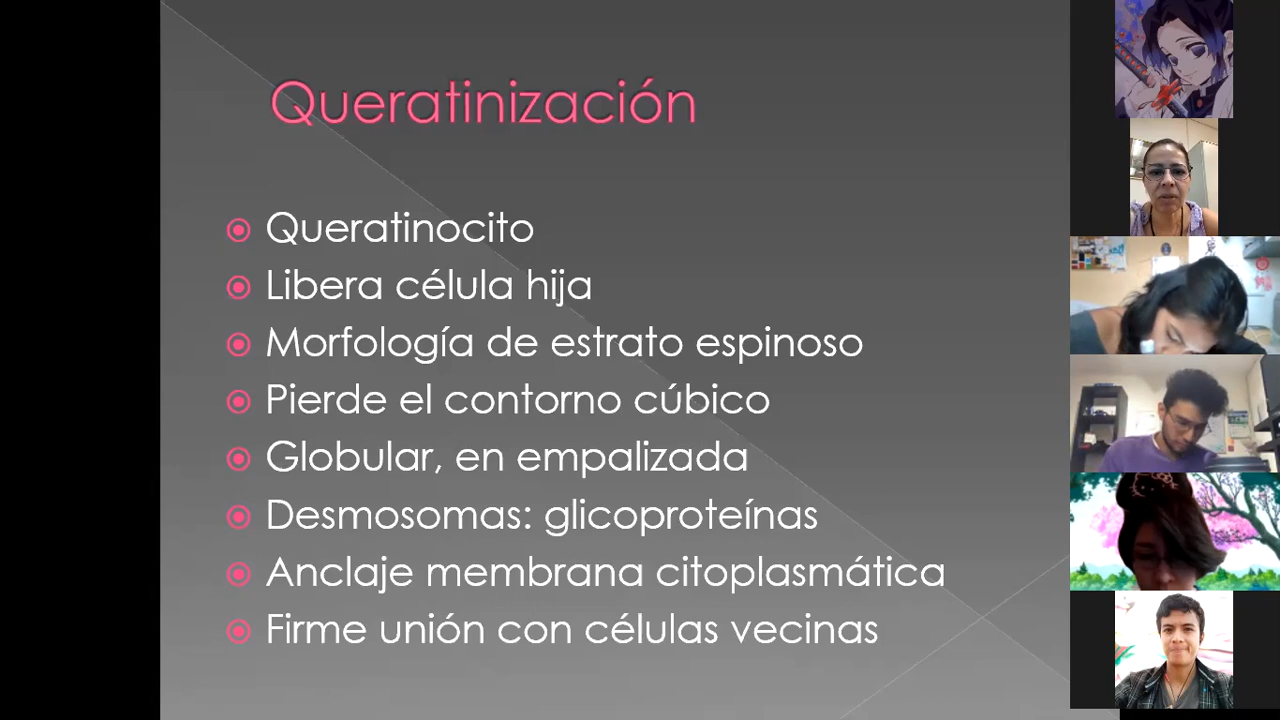 Queratinización
Queratinocito
Libera célula hija
Morfología de estrato espinoso
Pierde el contorno cúbico
Globular, en empalizada
Desmosomas: glicoproteínas
Anclaje membrana citoplasmática
Firme unión con células vecinas